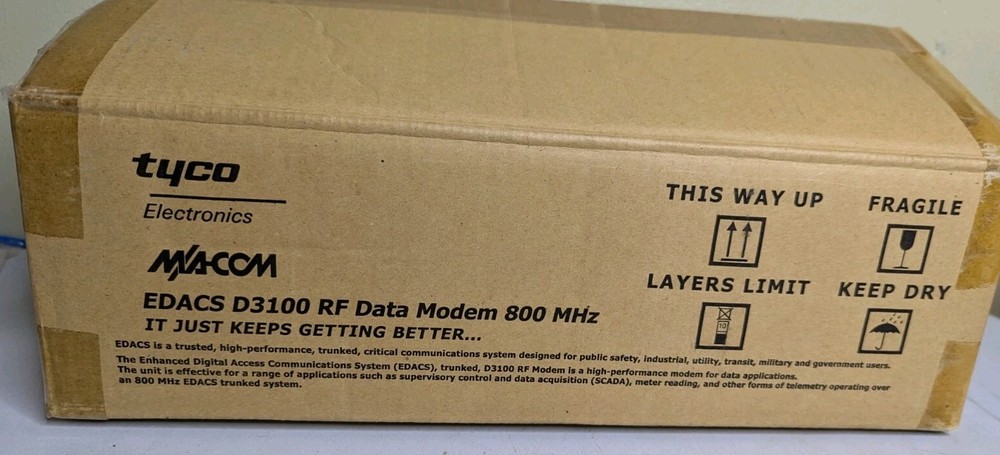 tyco
Electronics
M/A-COM
EDACS D3100 RF Data Modem 800 MHz
IT JUST KEEPS GETTING BETTER...
EDACS is a trusted, high-performance, trunked, critical communications system designed for public safety, industrial, utility, transit, military and government users.
The Enhanced Digital Access Communications System (EDACS), trunked, D3100 RF Modem is a high-performance modem for data applications.
The unit is effective for a range of applications such as supervisory control and data acquisition (SCADA), meter reading, and other forms of telemetry operating over
an 800 MHz EDACS trunked system.
THIS WAY UP
FRAGILE
LAYERS LIMIT
KEEP DRY
10